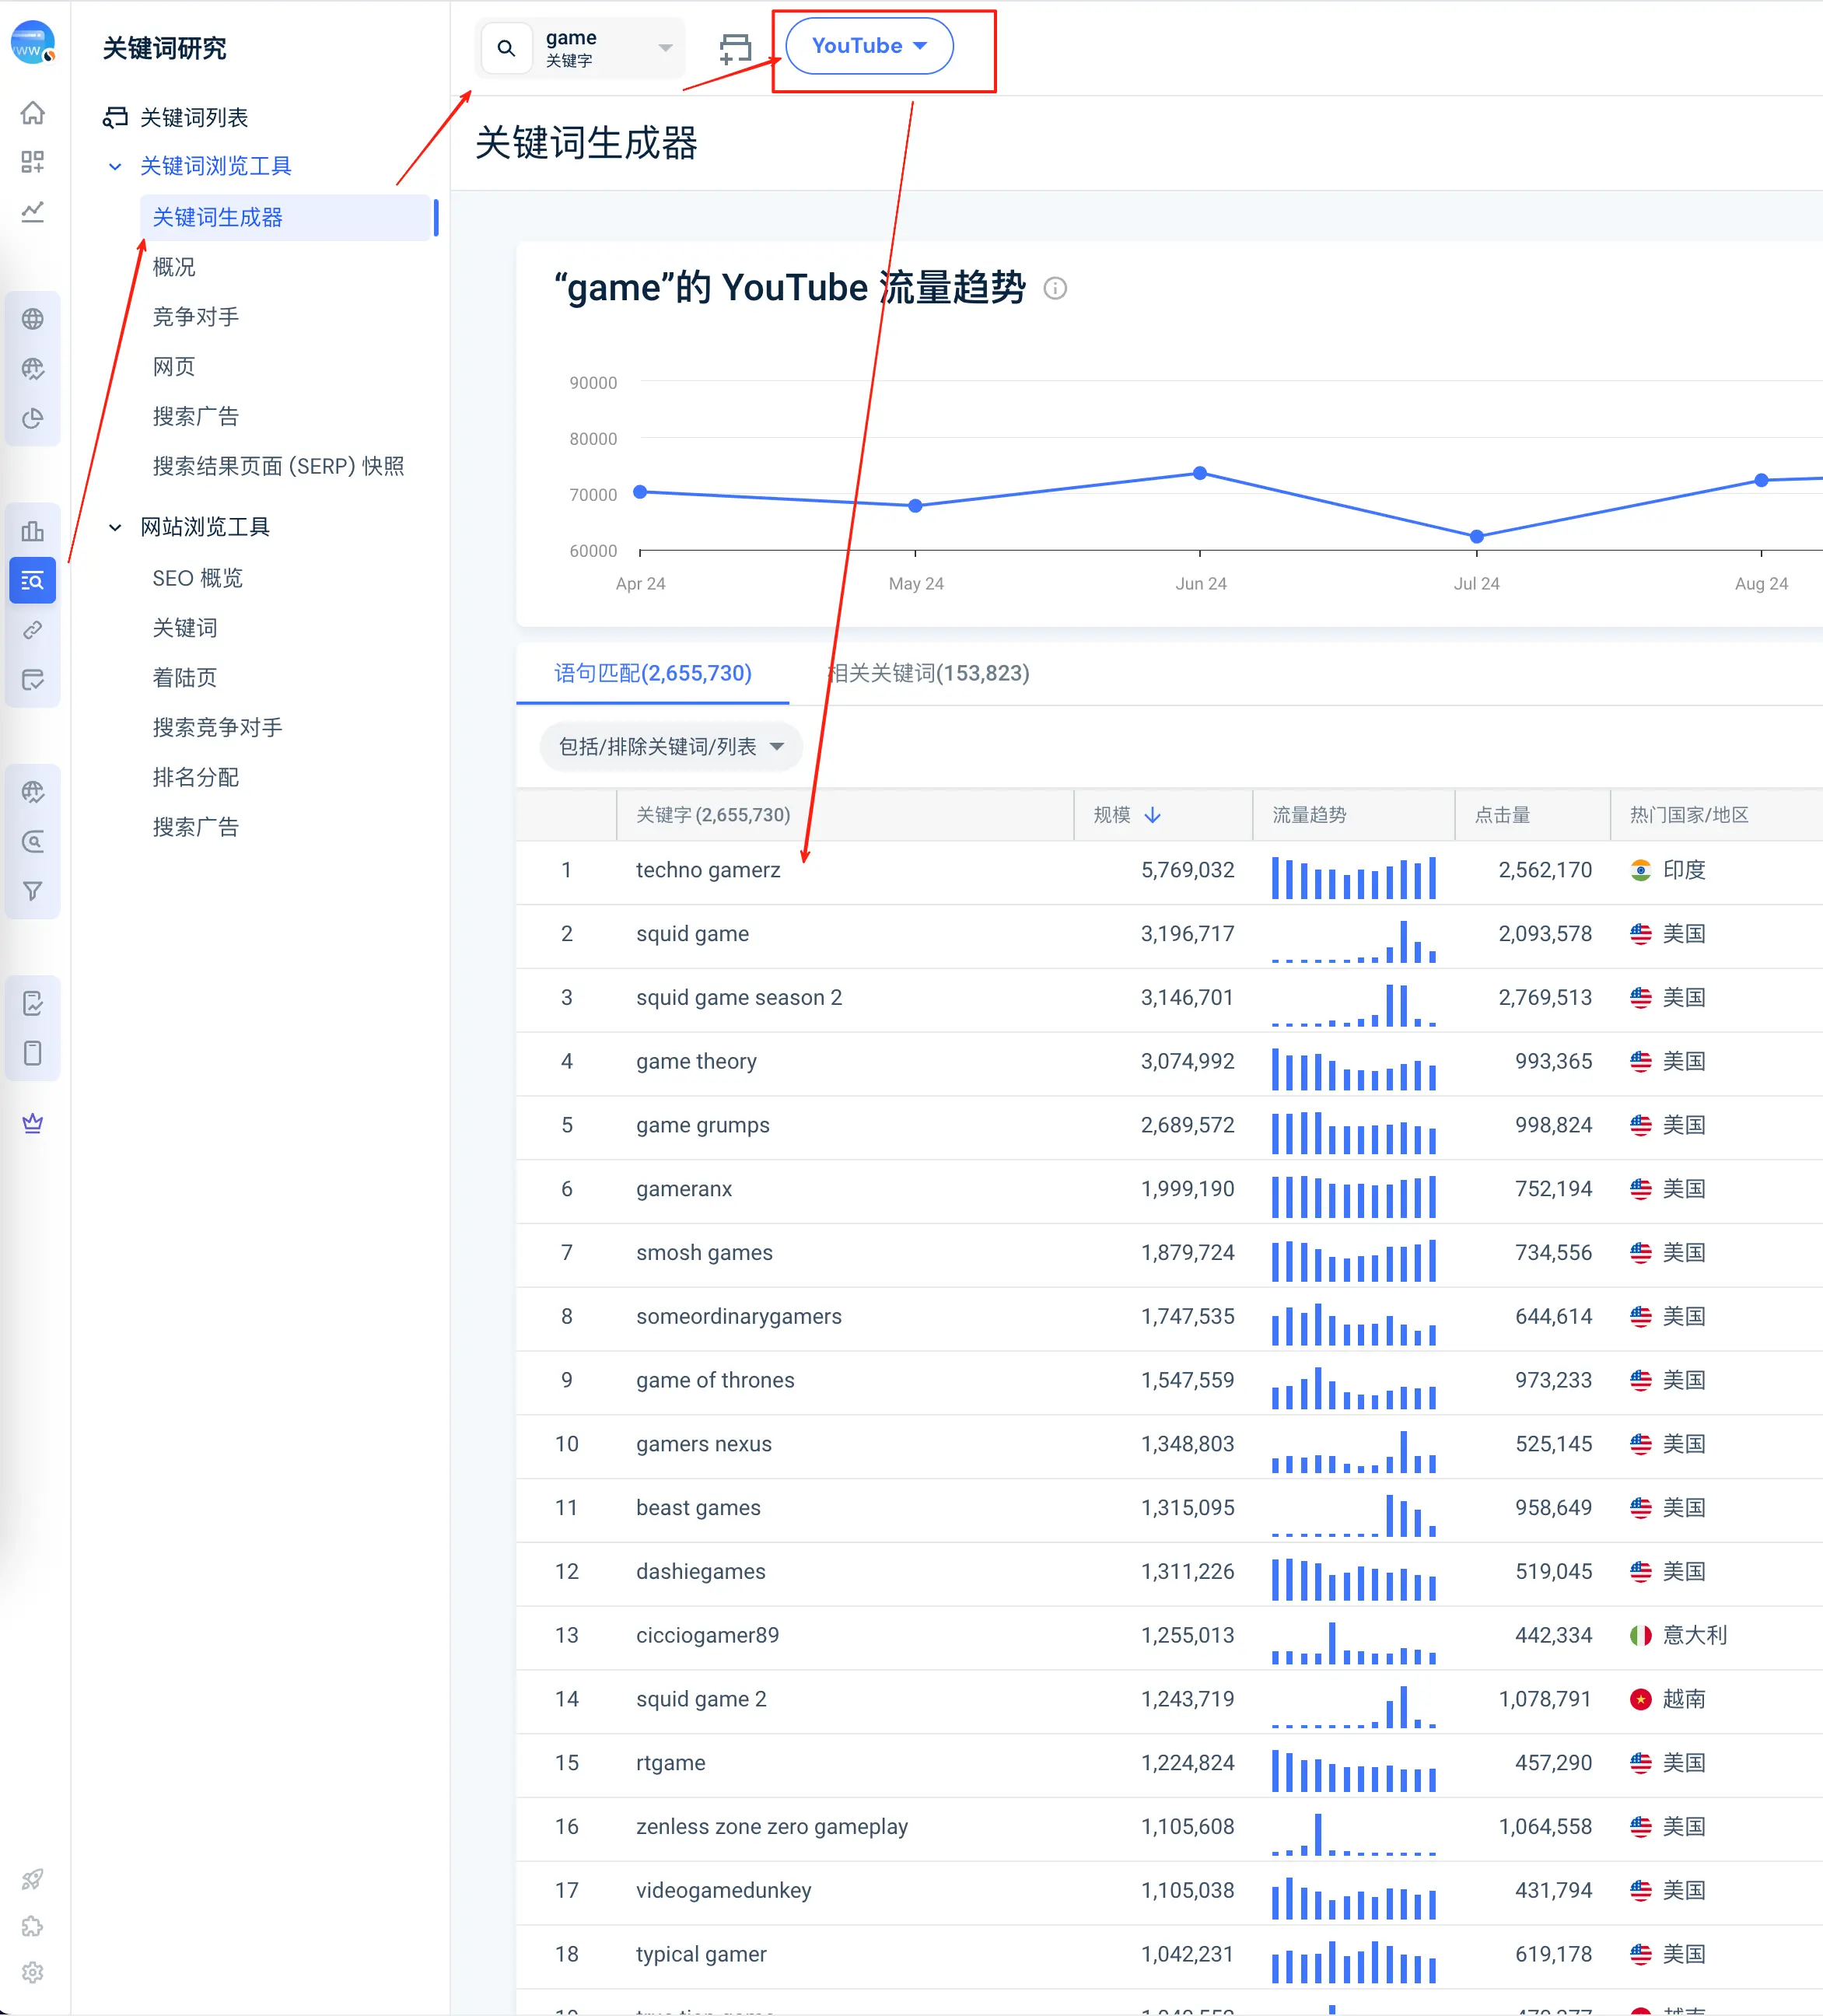 关键词研究
关键词列表
关键词浏览工具
关键词生成器
概况
竞争对手
网页
搜索广告
搜索结果页面 (SERP) 快照
网站浏览工具
SEO 概览
关键词
着陆页
搜索竞争对手
排名分配
搜索广告
game
关键字
YouTube
关键词生成器
“game”的 YouTube 流量趋势
90000
80000
70000
60000
Apr 24 May 24 Jun 24 Jul 24 Aug 24
语句匹配(2,655,730) 相关关键词(153,823)
包括/排除关键词/列表
关键字 (2,655,730) 规模 流量趋势 点击量 热门国家/地区
1 techno gamerz 5,769,032 2,562,170 印度
2 squid game 3,196,717 2,093,578 美国
3 squid game season 2 3,146,701 2,769,513 美国
4 game theory 3,074,992 993,365 美国
5 game grumps 2,689,572 998,824 美国
6 gameranx 1,999,190 752,194 美国
7 smosh games 1,879,724 734,556 美国
8 someordinarygamers 1,747,535 644,614 美国
9 game of thrones 1,547,559 973,233 美国
10 gamers nexus 1,348,803 525,145 美国
11 beast games 1,315,095 958,649 美国
12 dashiegames 1,311,226 519,045 美国
13 cicciogamer89 1,255,013 442,334 意大利
14 squid game 2 1,243,719 1,078,791 越南
15 rtgame 1,224,824 457,290 美国
16 zenless zone zero gameplay 1,105,608 1,064,558 美国
17 videogamedunkey 1,105,038 431,794 美国
18 typical gamer 1,042,231 619,178 美国